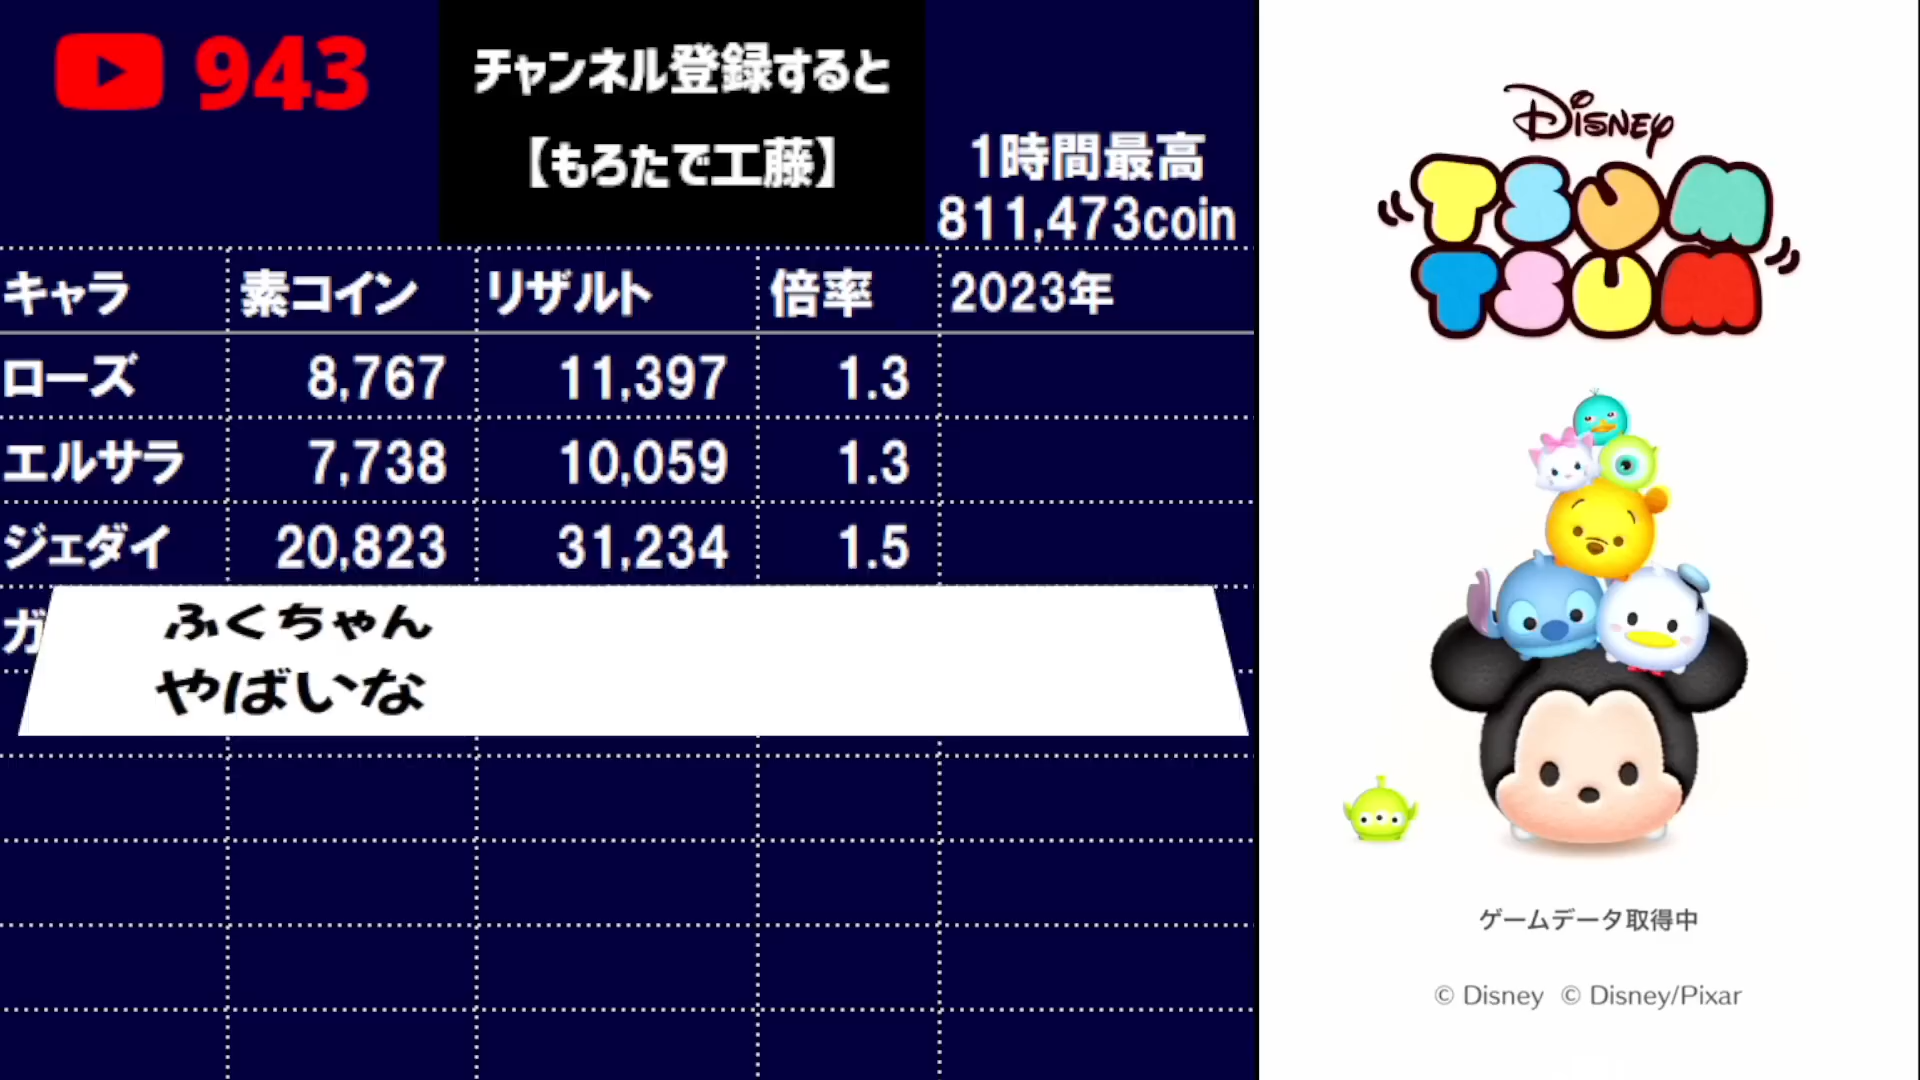 943
チャンネル登録すると
【もろたで工藤】
1時間最高
811,473coin
キャラ 素コイン リザルト 倍率 2023年
ローズ 8,767 11,397 1.3
エルサラ 7,738 10,059 1.3
ジェダイ 20,823 31,234 1.5
ガ
ふくちゃん
やばいな
Disney
TSUM
TSUM
ゲームデータ取得中
© Disney © Disney/Pixar